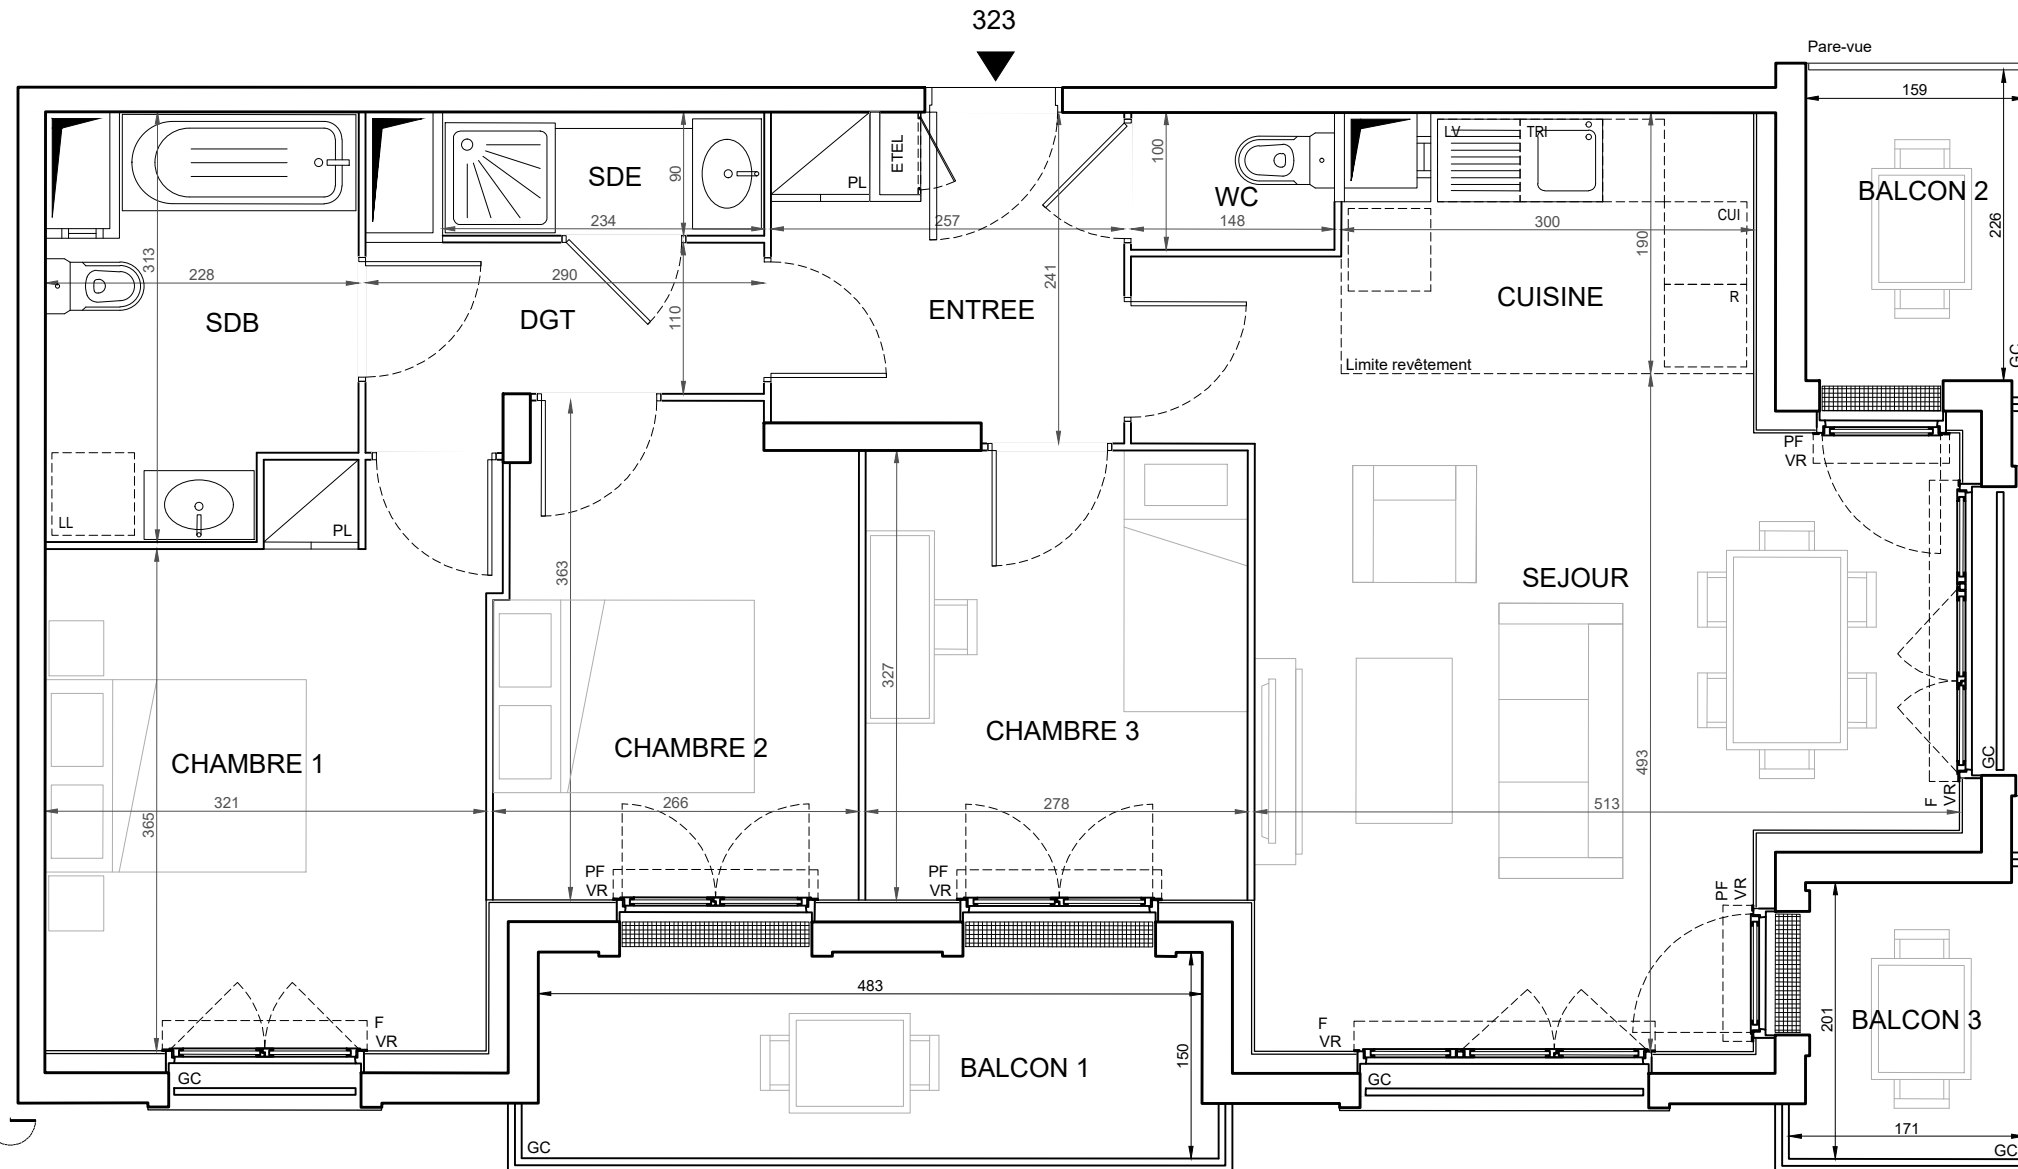 323
Pare-vue
159
BALCON 2
226
GC
ETEL
PL
SDE
90
234
257
100
WC
148
LV
TRI
CUI
300
190
R
CUISINE
Limite revêtement
313
228
SDB
290
DGT
110
ENTREE
241
LL
PL
PF
VR
363
327
SEJOUR
493
513
GC
F
VR
CHAMBRE 1
321
365
CHAMBRE 2
266
CHAMBRE 3
278
PF
VR
PF
VR
PF
VR
F
VR
GC
483
150
BALCON 1
GC
F
VR
GC
201
BALCON 3
171
GC